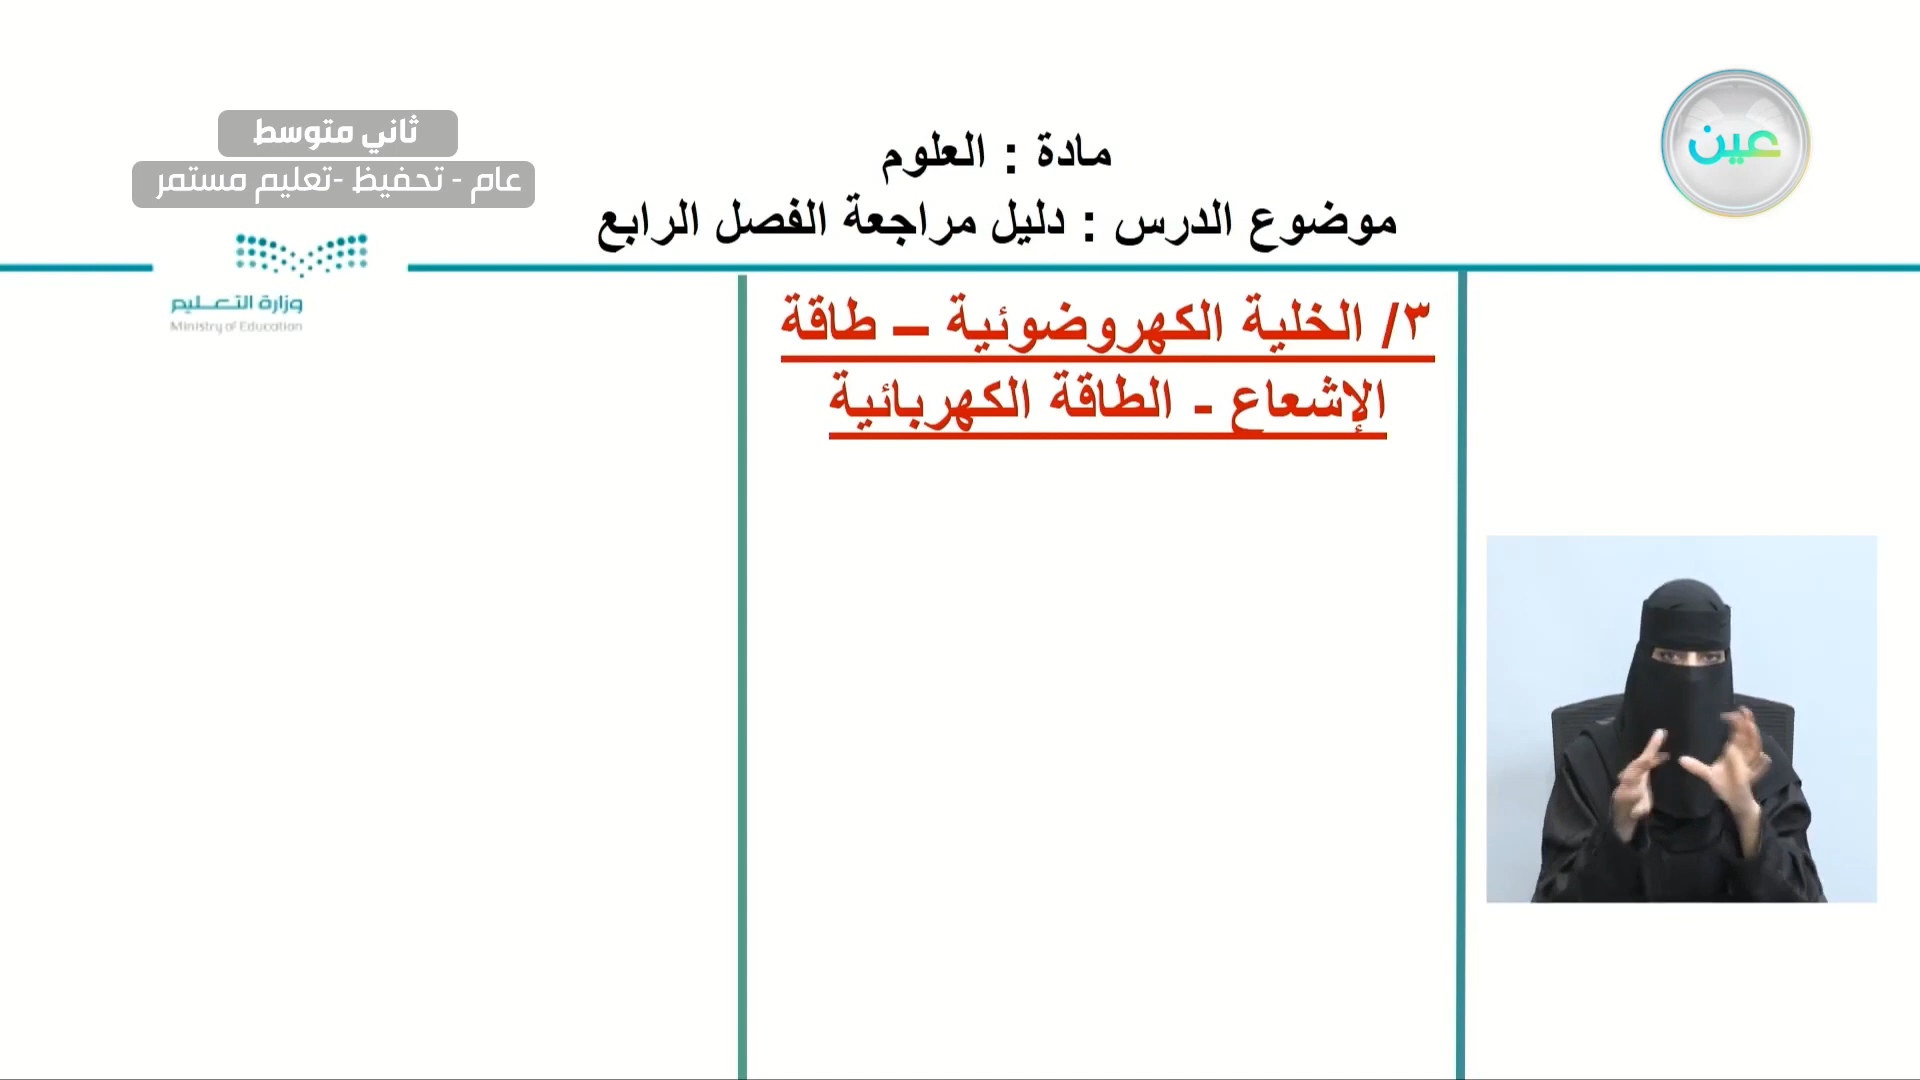 عين
ثاني متوسط
عام - تحفيظ -تعليم مستمر
مادة : العلوم
موضوع الدرس : دليل مراجعة الفصل الرابع
وزارة التعليم
Ministry of Education
٣/ الخلية الكهروضوئية – طاقة
الإشعاع - الطاقة الكهربائية